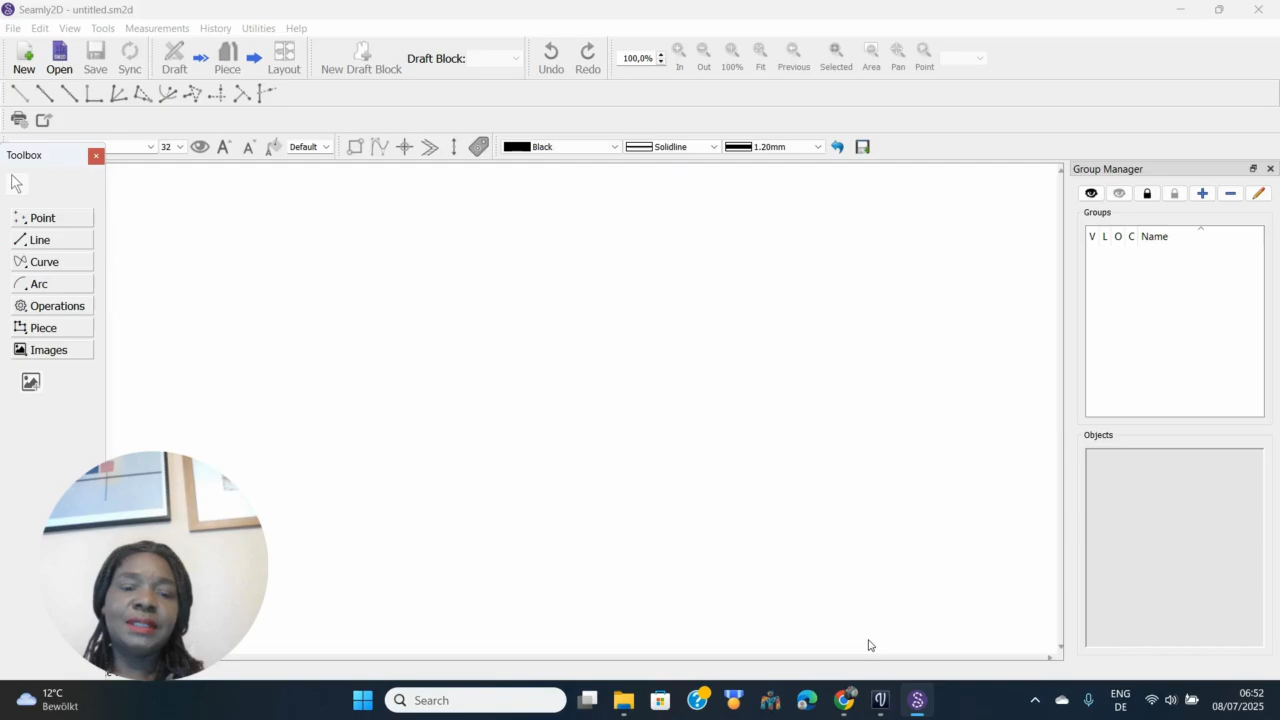 Seamly2D - untitled.sm2d
File Edit View Tools Measurements History Utilities Help
New Open Save Sync Draft Piece Layout New Draft Block Draft Block: Undo Redo 100,0% In Out 100% Fit Previous Selected Area Pan Point
32 Default Black Solidline 1.20mm
Toolbox
Point
Line
Curve
Arc
Operations
Piece
Images
Group Manager
Groups
V L O C Name
Objects
12°C
Bewölkt
Search
ENG
DE
06:52
08/07/2025